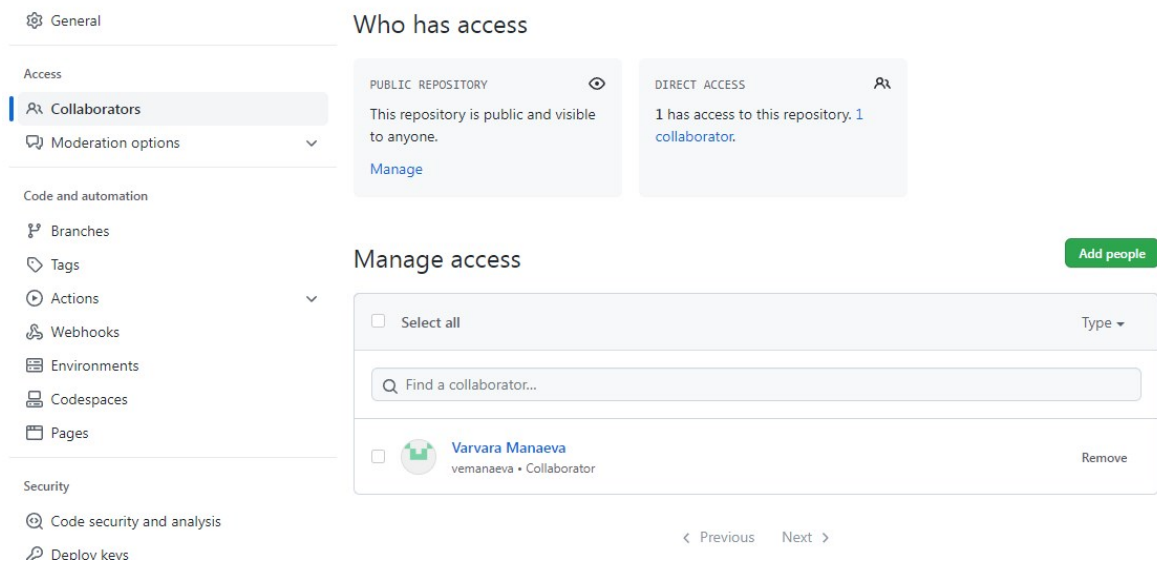 General
Access
Collaborators
Moderation options
Code and automation
Branches
Tags
Actions
Webhooks
Environments
Codespaces
Pages
Security
Code security and analysis
Deploy keys
Who has access
PUBLIC REPOSITORY
This repository is public and visible
to anyone.
Manage
DIRECT ACCESS
1 has access to this repository. 1
collaborator.
Manage access
Add people
Select all
Type
Find a collaborator...
Varvara Manaeva
vemanaeva • Collaborator
Remove
Previous
Next